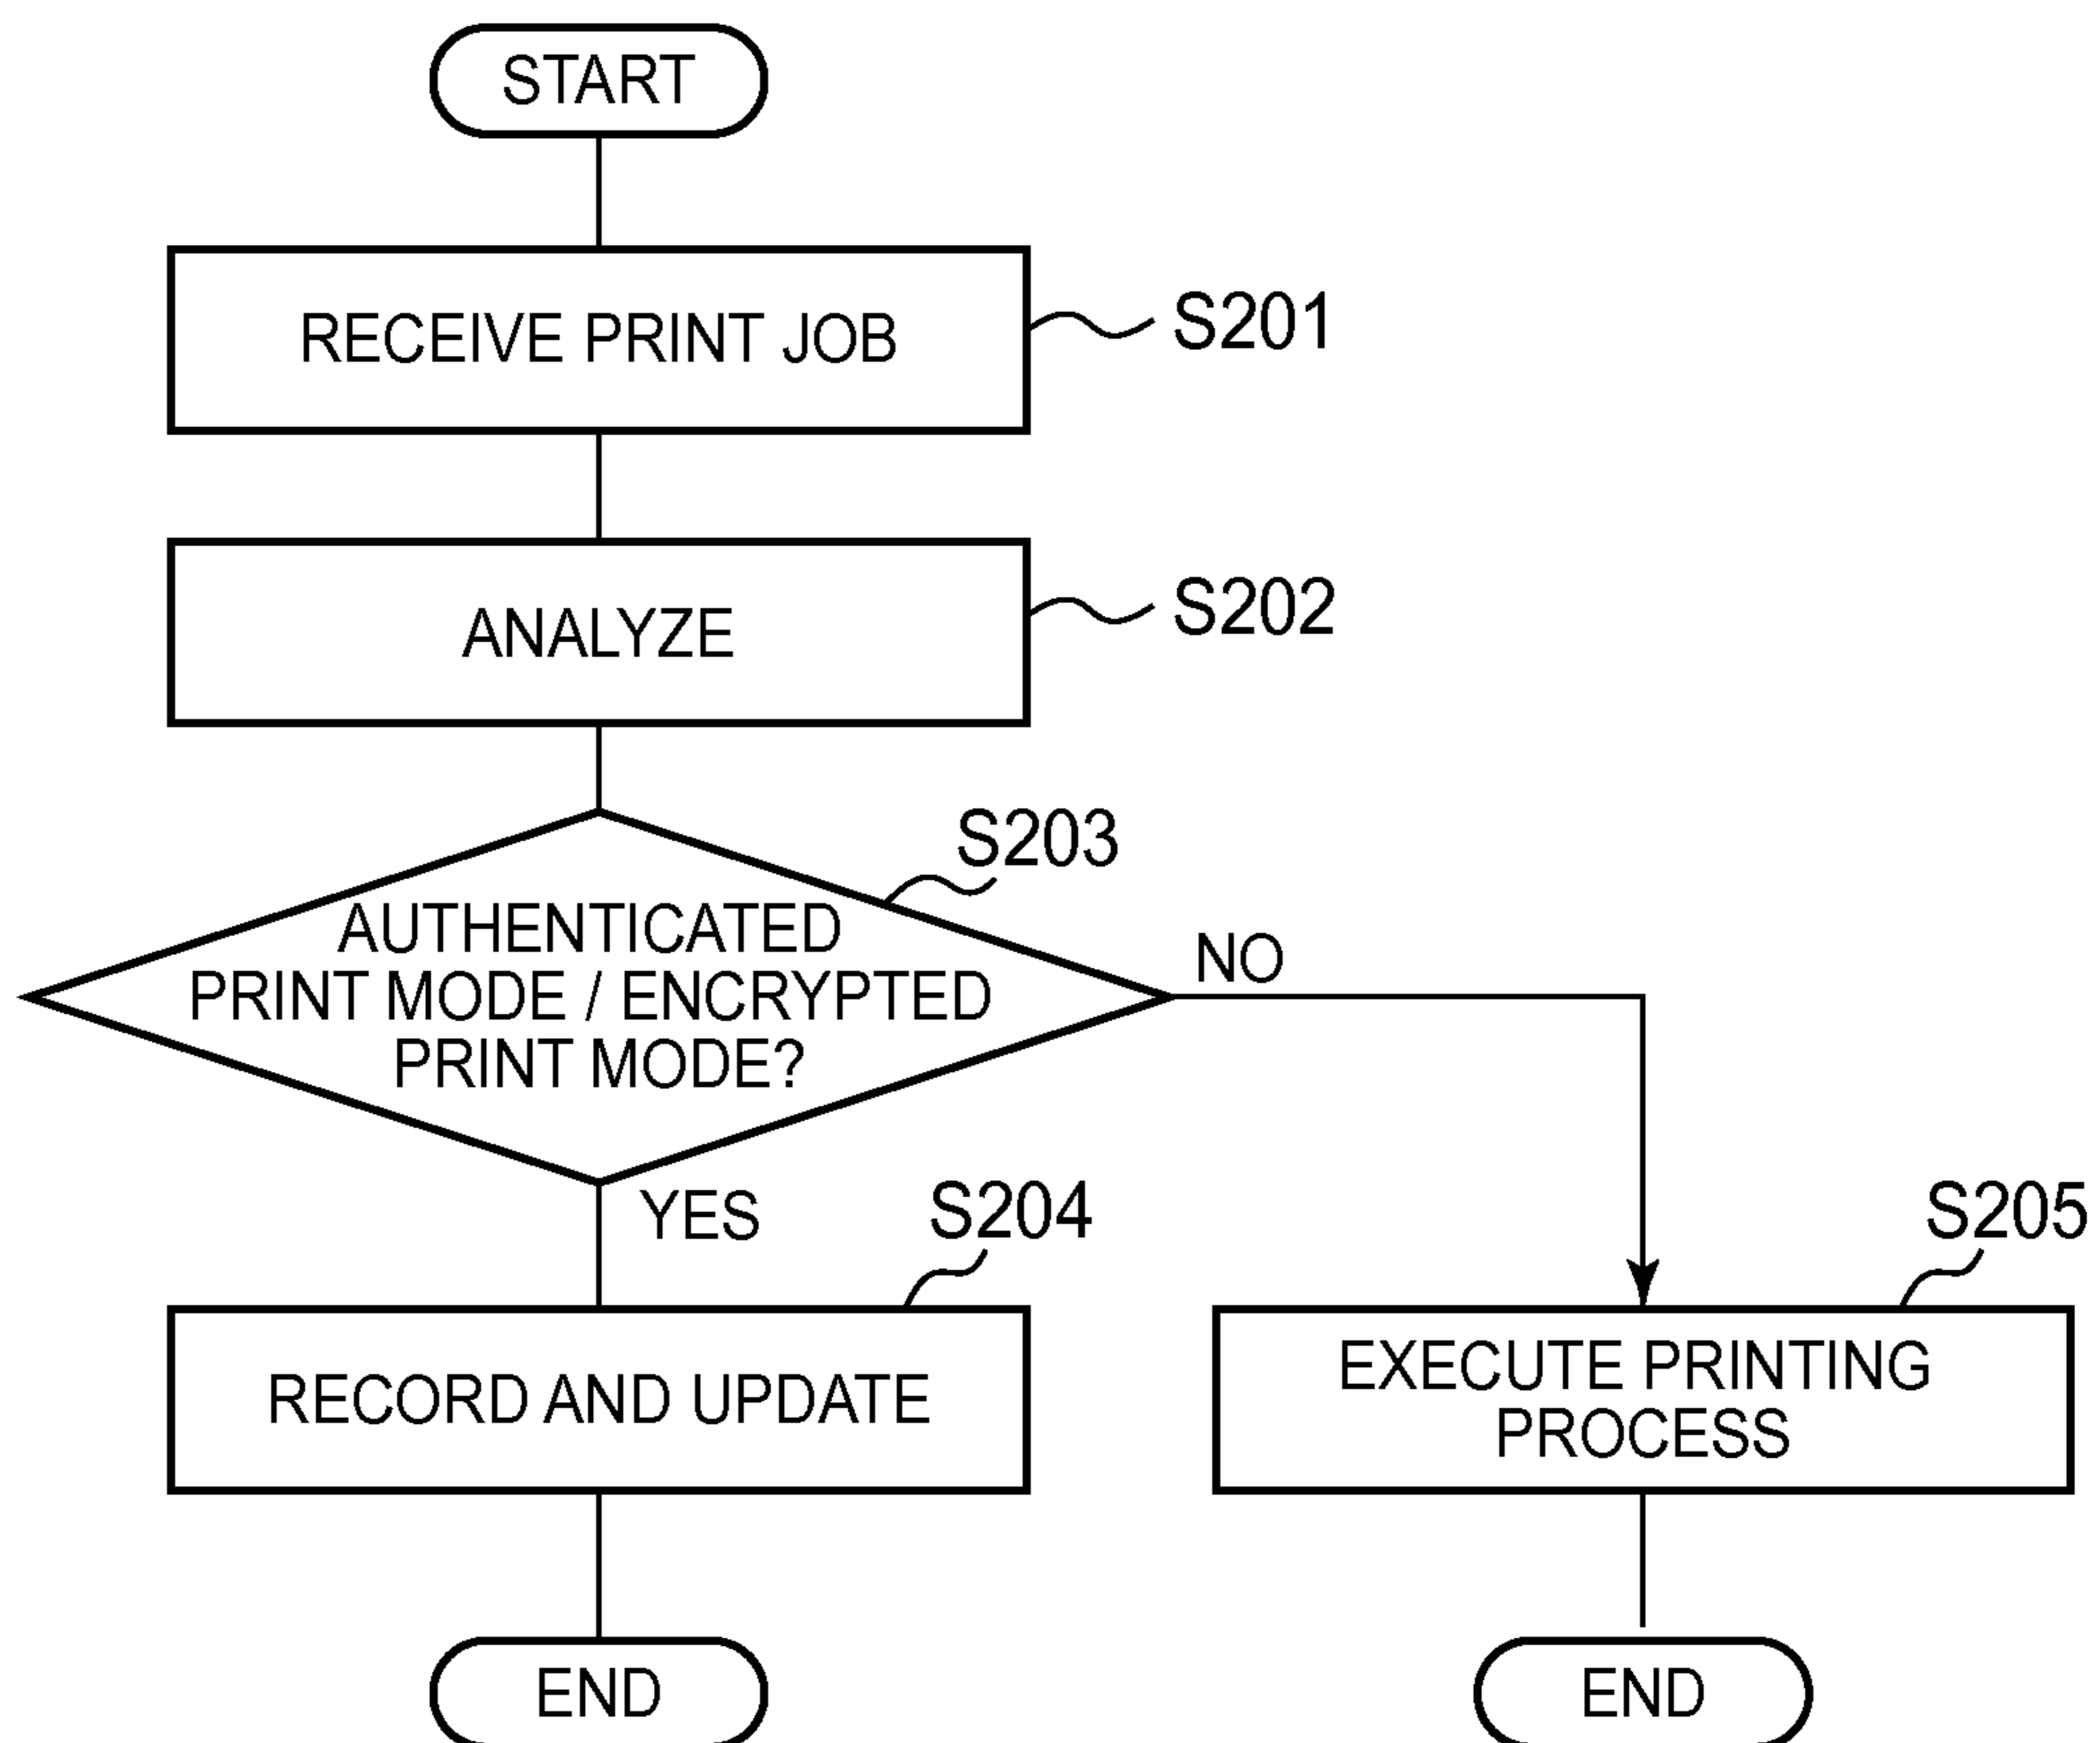 START
RECEIVE PRINT JOB
S201
ANALYZE
S202
S203
AUTHENTICATED
PRINT MODE / ENCRYPTED
PRINT MODE?
NO
YES
S204
RECORD AND UPDATE
S205
EXECUTE PRINTING
PROCESS
END
END